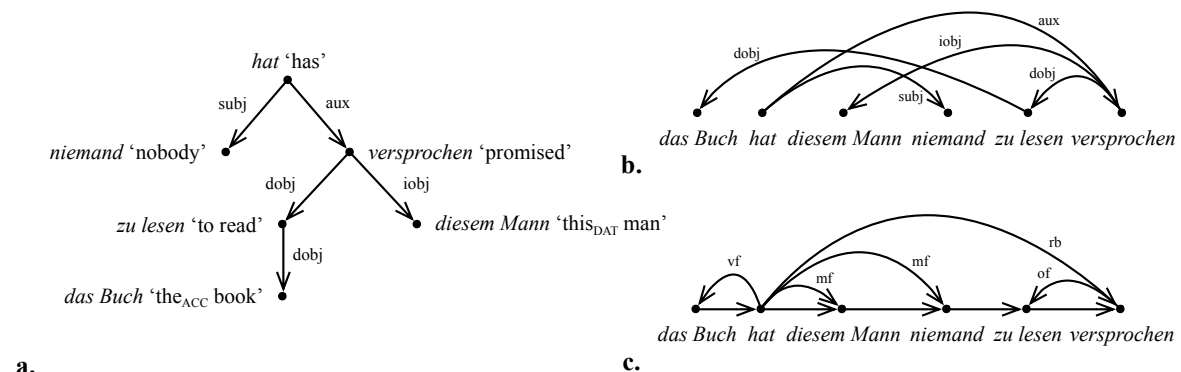 hat ‘has’
subj
aux
niemand ‘nobody’
versprochen ‘promised’
dobj
iobj
zu lesen ‘to read’
diesem Mann ‘thisDAT man’
dobj
das Buch ‘theACC book’
a.
aux
iobj
dobj
dobj
subj
das Buch hat diesem Mann niemand zu lesen versprochen
b.
rb
vf
mf
mf
of
das Buch hat diesem Mann niemand zu lesen versprochen
c.